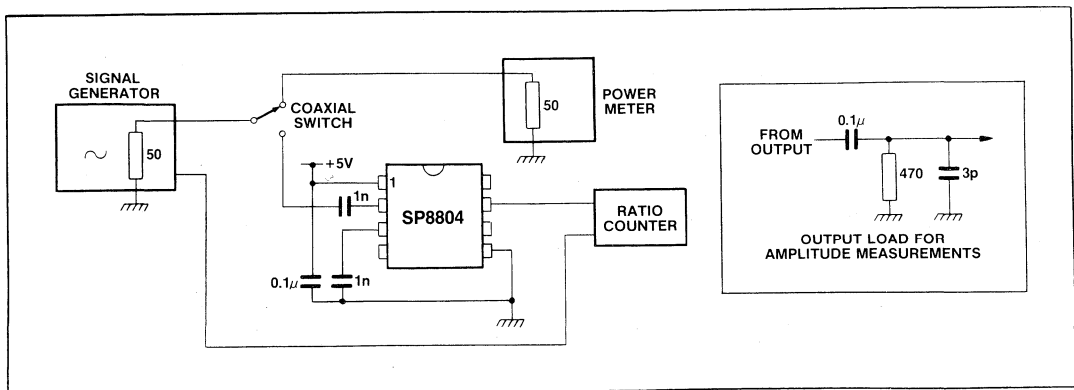 SIGNAL
GENERATOR
50
COAXIAL
SWITCH
50
POWER
METER
+5V
1n
1
SP8804
0.1μ
1n
RATIO
COUNTER
FROM
OUTPUT
0.1μ
470
3p
OUTPUT LOAD FOR
AMPLITUDE MEASUREMENTS